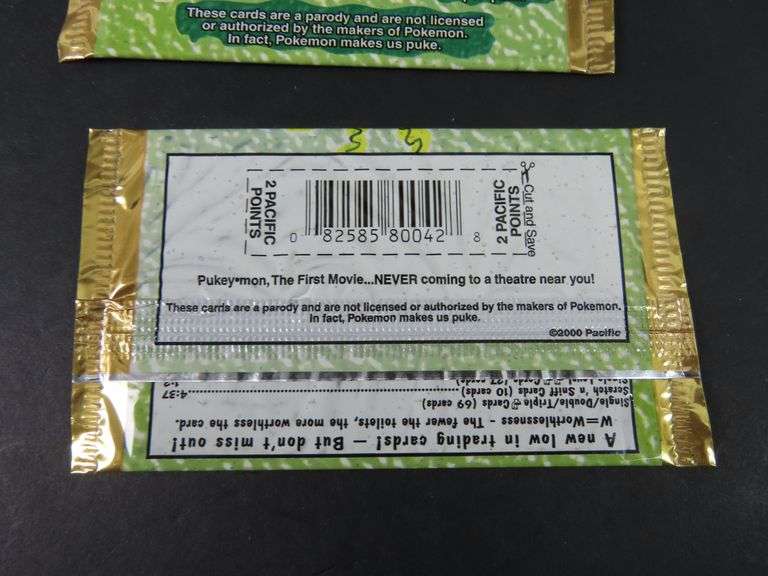 These cards are a parody and are not licensed
or authorized by the makers of Pokemon.
In fact, Pokemon makes us puke.
2 PACIFIC
POINTS
0 82585 80042 8
2 PACIFIC
POINTS
Cut and Save
Pukey•mon, The First Movie...NEVER coming to a theatre near you!
These cards are a parody and are not licensed or authorized by the makers of Pokemon.
In fact, Pokemon makes us puke.
©2000 Pacific
A new low in trading cards! — But don't miss out!
W=Worthlessness - The fewer the toilets, the more worthless the card.
Single/Double/Triple Cards (69 cards)
Scratch 'n Sniff Cards (10 cards) 4:37